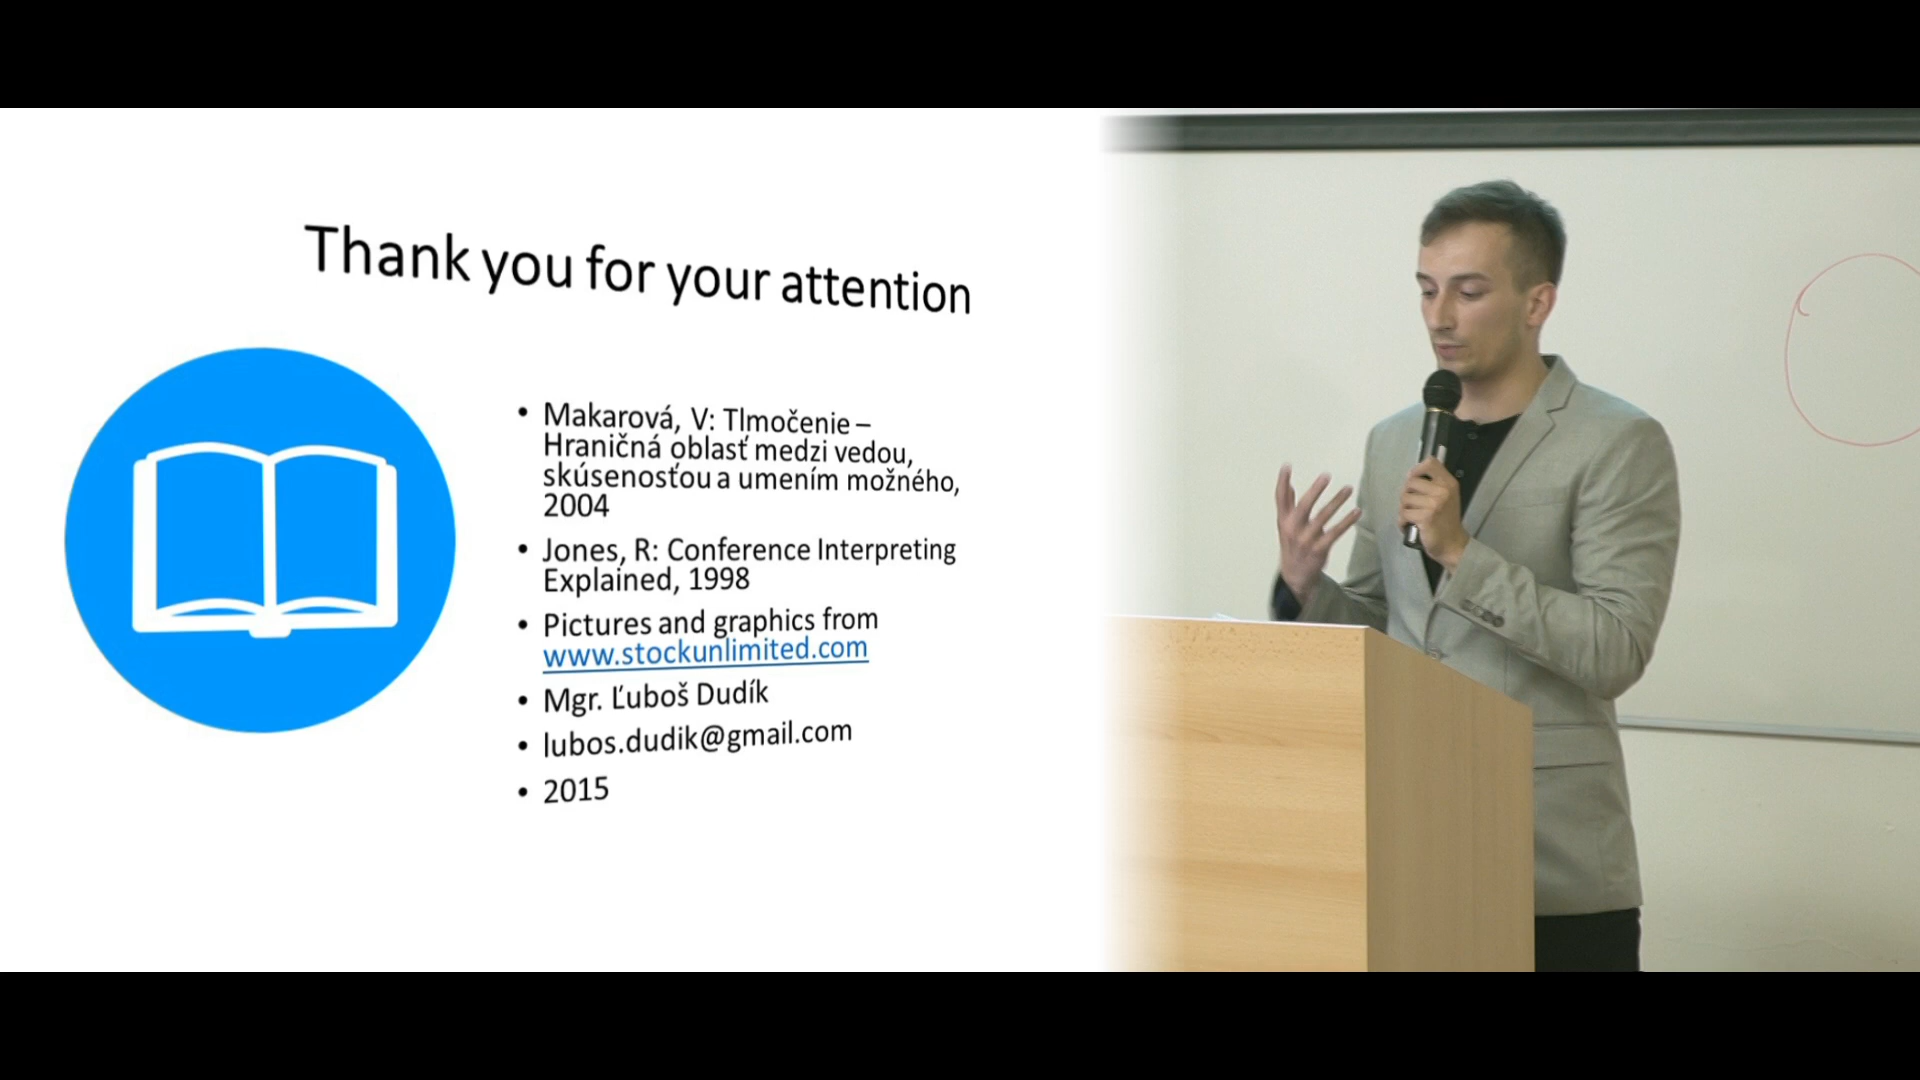 Thank you for your attention
• Makarová, V: Tlmočenie –
Hraničná oblasť medzi vedou,
skúsenosťou a umením možného,
2004
• Jones, R: Conference Interpreting
Explained, 1998
• Pictures and graphics from
www.stockunlimited.com
• Mgr. Ľuboš Dudík
• lubos.dudik@gmail.com
• 2015